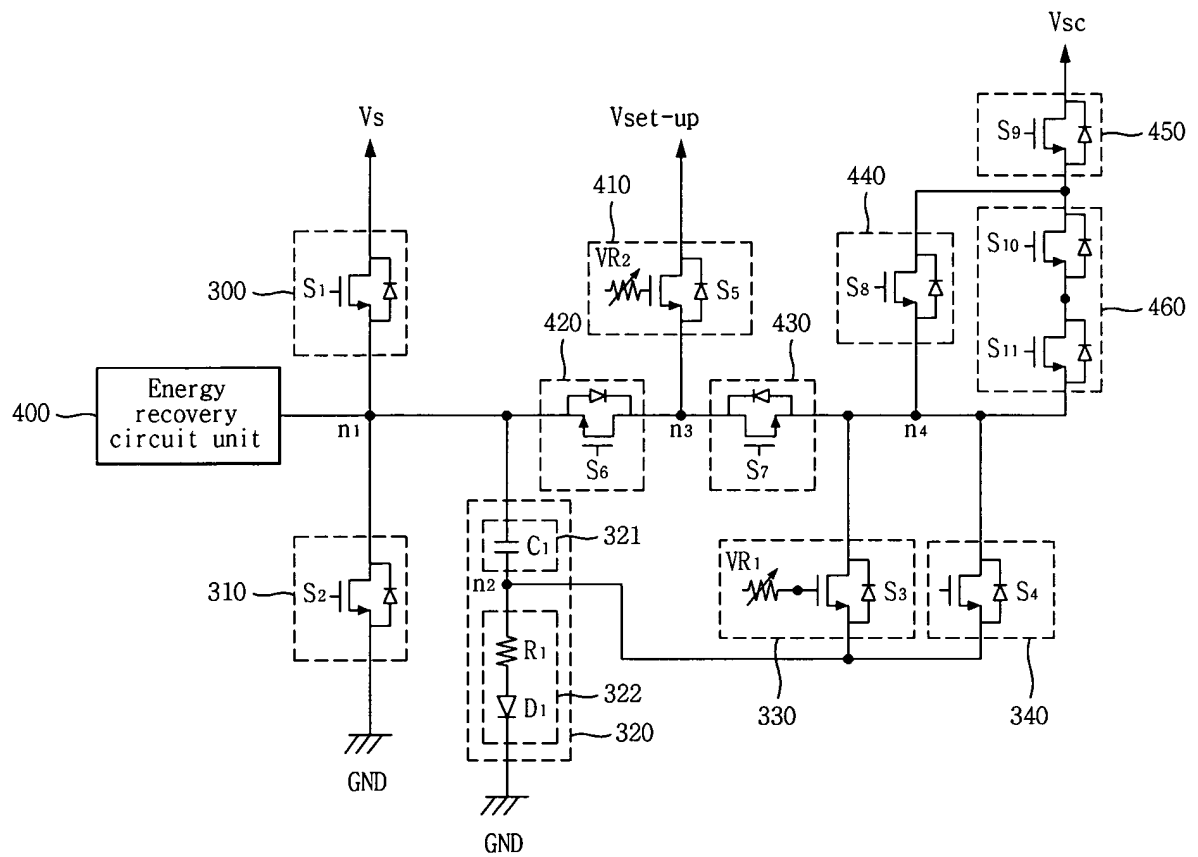 Vsc
Vs
Vset-up
S9
450
410
440
300
S1
VR2
S5
S8
S10
460
420
430
S11
400
Energy
recovery
circuit unit
n1
n3
n4
S6
S7
310
S2
C1
321
n2
VR1
S3
S4
R1
D1
322
320
330
340
GND
GND